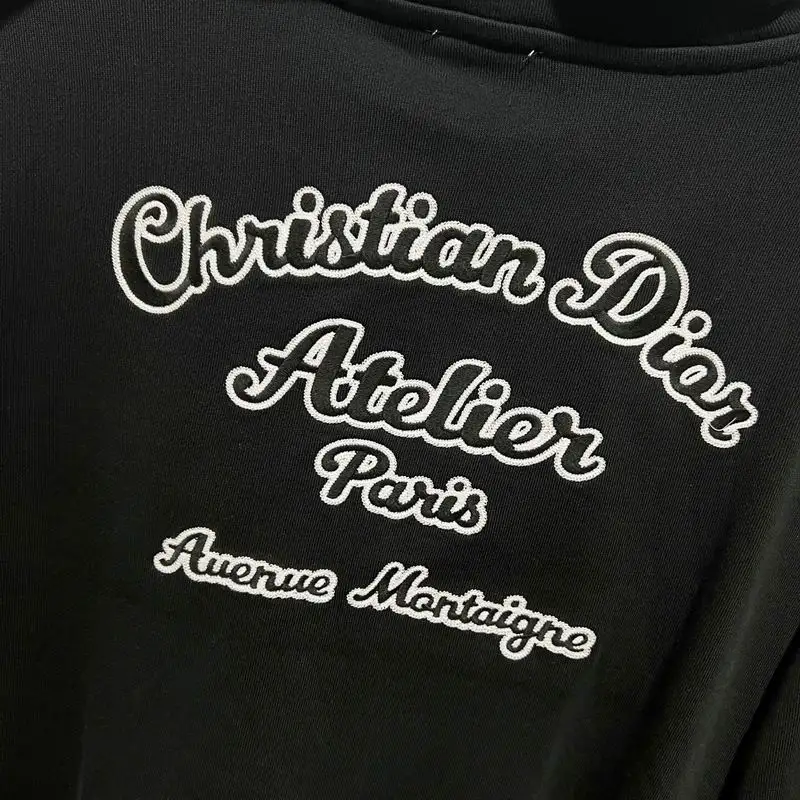 Christian Dior
Atelier
Paris
Avenue Montaigne